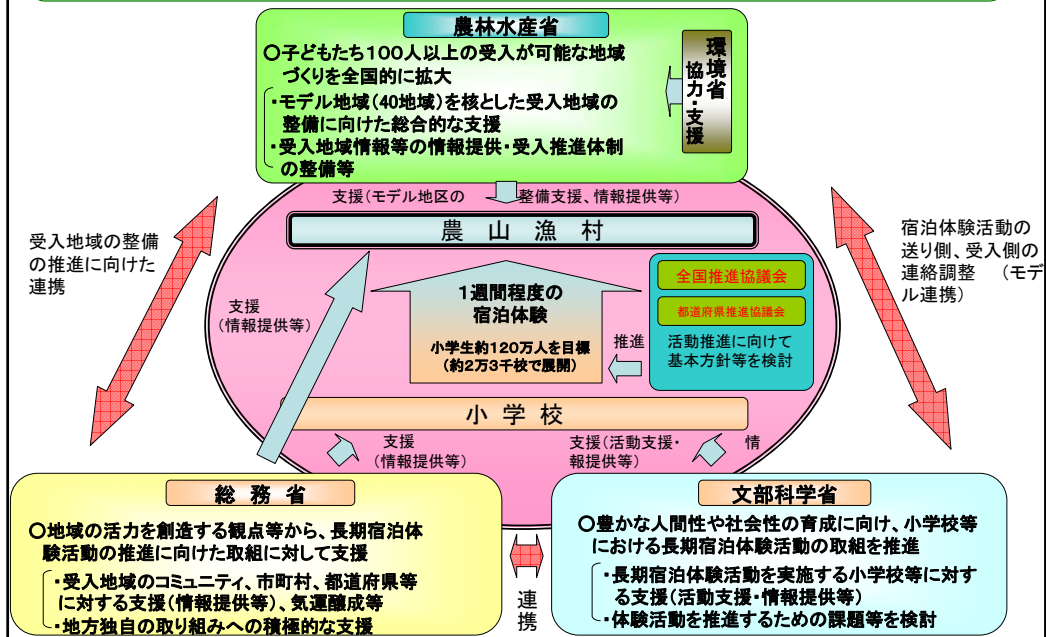 農林水産省
○子どもたち100人以上の受入が可能な地域
づくりを全国的に拡大
・モデル地域(40地域)を核とした受入地域の
整備に向けた総合的な支援
・受入地域情報等の情報提供・受入推進体制
の整備等
環境省
協力・支援
支援(モデル地区の 整備支援、情報提供等)
農山漁村
受入地域の整備
の推進に向けた
連携
宿泊体験活動の
送り側、受入側の
連絡調整 (モデ
ル連携)
支援
(情報提供等)
1週間程度の
宿泊体験
小学生約120万人を目標
(約2万3千校で展開)
推進
全国推進協議会
都道府県推進協議会
活動推進に向けて
基本方針等を検討
小学校
支援
(情報提供等)
支援(活動支援・ 情
報提供等)
総務省
○地域の活力を創造する観点等から、長期宿泊体
験活動の推進に向けた取組に対して支援
・受入地域のコミュニティ、市町村、都道府県等
に対する支援(情報提供等)、気運醸成等
・地方独自の取り組みへの積極的な支援
連携
文部科学省
○豊かな人間性や社会性の育成に向け、小学校等
における長期宿泊体験活動の取組を推進
・長期宿泊体験活動を実施する小学校等に対す
る支援(活動支援・情報提供等)
・体験活動を推進するための課題等を検討